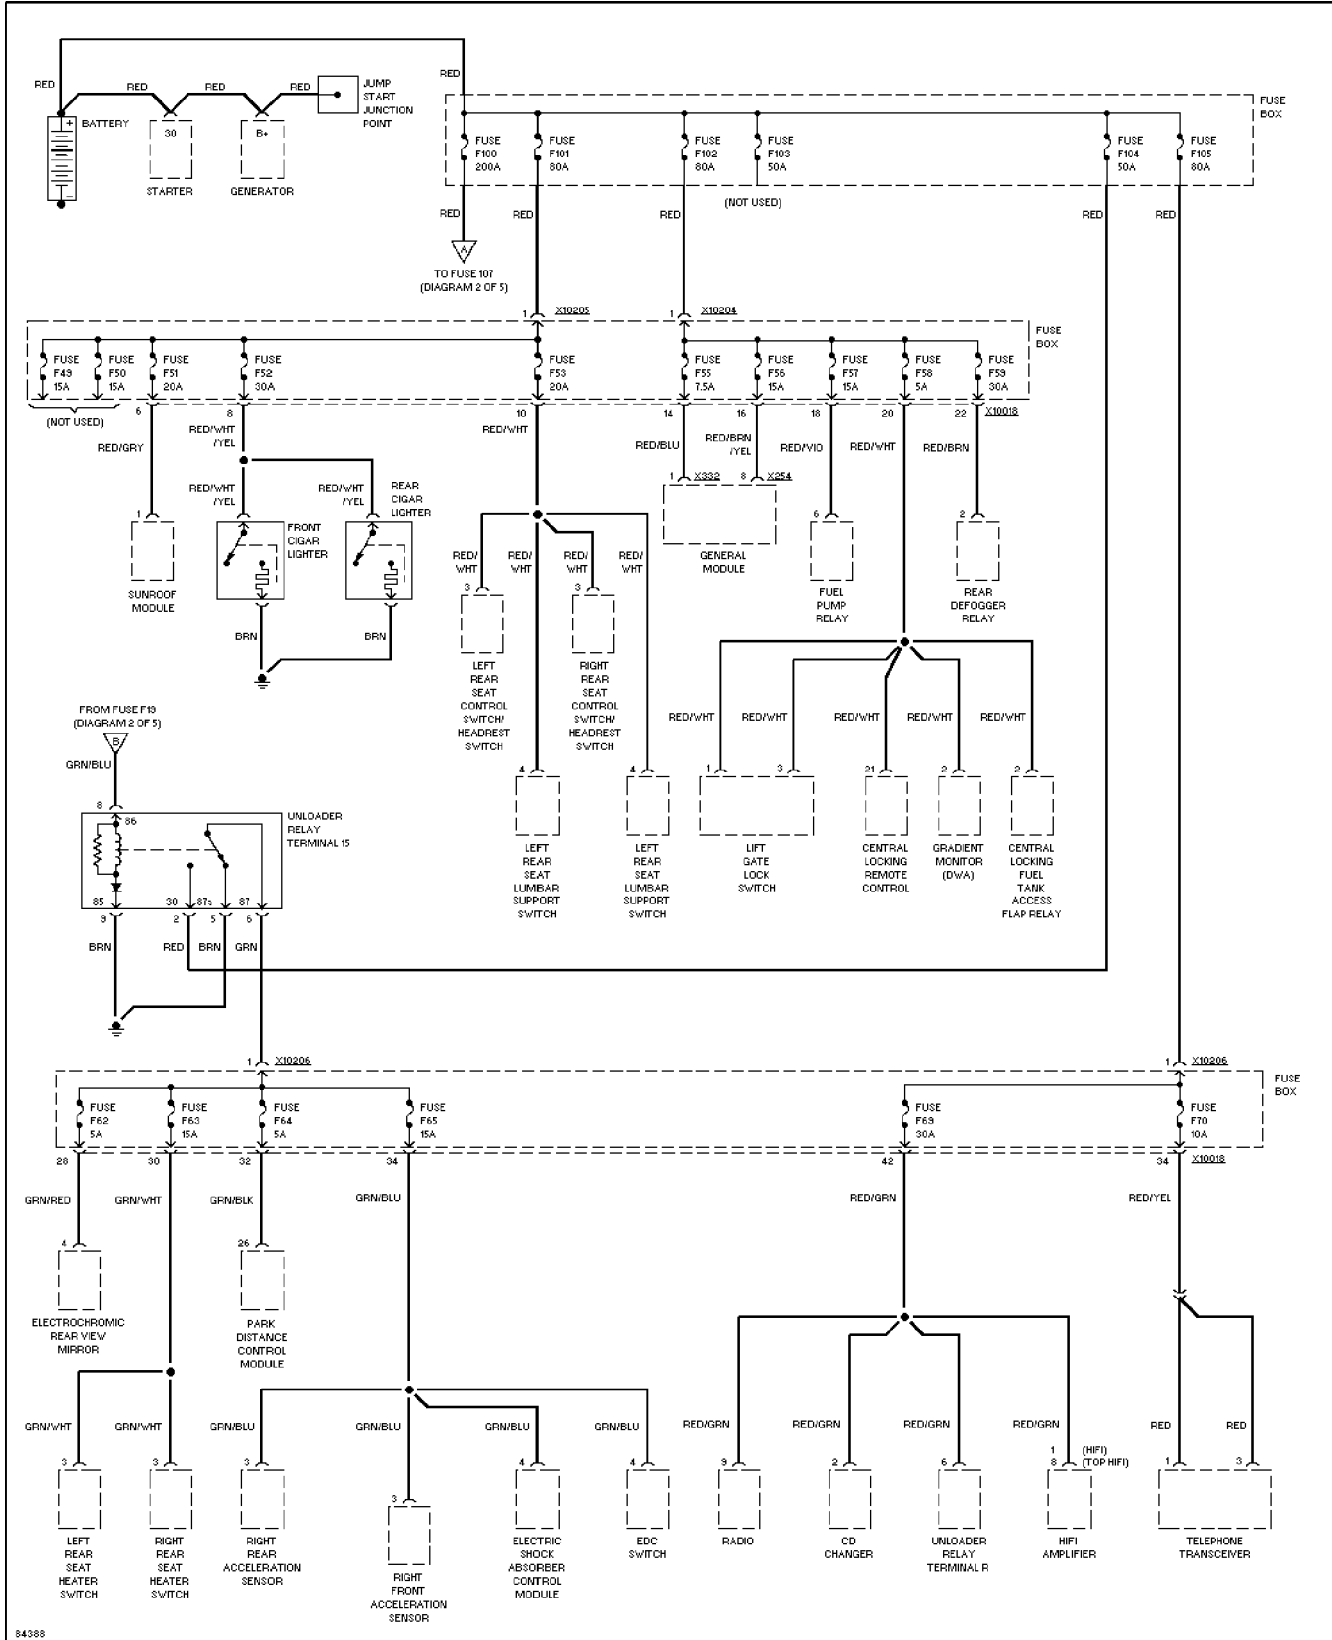 RED
RED
RED
RED
JUMP
START
JUNCTION
POINT
BATTERY
+
-
30
STARTER
B+
GENERATOR
RED
FUSE
BOX
FUSE
F100
200A
FUSE
F101
80A
FUSE
F102
80A
FUSE
F103
50A
FUSE
F104
50A
FUSE
F105
80A
(NOT USED)
RED
RED
RED
RED
RED
A
TO FUSE 107
(DIAGRAM 2 OF 5)
1
X10205
1
X10204
FUSE
BOX
FUSE
F49
15A
FUSE
F50
15A
FUSE
F51
20A
FUSE
F52
30A
FUSE
F53
20A
FUSE
F55
7.5A
FUSE
F56
15A
FUSE
F57
15A
FUSE
F58
5A
FUSE
F59
30A
(NOT USED)
6
8
10
14
16
18
20
22
X10018
RED/GRY
RED/WHT
/YEL
RED/WHT
RED/BLU
RED/BRN
/YEL
RED/VIO
RED/WHT
RED/BRN
RED/WHT
/YEL
RED/WHT
/YEL
REAR
CIGAR
LIGHTER
FRONT
CIGAR
LIGHTER
1
SUNROOF
MODULE
BRN
BRN
1
X332
8
X254
GENERAL
MODULE
6
FUEL
PUMP
RELAY
2
REAR
DEFOGGER
RELAY
RED/
WHT
RED/
WHT
RED/
WHT
RED/
WHT
3
LEFT
REAR
SEAT
CONTROL
SWITCH/
HEADREST
SWITCH
3
RIGHT
REAR
SEAT
CONTROL
SWITCH/
HEADREST
SWITCH
RED/WHT
RED/WHT
RED/WHT
RED/WHT
RED/WHT
4
LEFT
REAR
SEAT
LUMBAR
SUPPORT
SWITCH
4
LEFT
REAR
SEAT
LUMBAR
SUPPORT
SWITCH
1
3
LIFT
GATE
LOCK
SWITCH
21
CENTRAL
LOCKING
REMOTE
CONTROL
2
GRADIENT
MONITOR
(DWA)
2
CENTRAL
LOCKING
FUEL
TANK
ACCESS
FLAP RELAY
FROM FUSE F19
(DIAGRAM 2 OF 5)
B
GRN/BLU
8
86
UNLOADER
RELAY
TERMINAL 15
85
30
87a
87
9
2
5
6
BRN
RED
BRN
GRN
1
X10206
1
X10206
FUSE
BOX
FUSE
F62
5A
FUSE
F63
15A
FUSE
F64
5A
FUSE
F65
15A
FUSE
F69
30A
FUSE
F70
10A
28
30
32
34
42
34
X10018
GRN/RED
GRN/WHT
GRN/BLK
GRN/BLU
RED/GRN
RED/YEL
4
ELECTROCHROMIC
REAR VIEW
MIRROR
26
PARK
DISTANCE
CONTROL
MODULE
GRN/WHT
GRN/WHT
GRN/BLU
GRN/BLU
GRN/BLU
GRN/BLU
RED/GRN
RED/GRN
RED/GRN
RED/GRN
RED
RED
3
LEFT
REAR
SEAT
HEATER
SWITCH
3
RIGHT
REAR
SEAT
HEATER
SWITCH
3
RIGHT
REAR
ACCELERATION
SENSOR
3
RIGHT
FRONT
ACCELERATION
SENSOR
4
ELECTRIC
SHOCK
ABSORBER
CONTROL
MODULE
4
EDC
SWITCH
9
RADIO
2
CD
CHANGER
6
UNLOADER
RELAY
TERMINAL R
1 (HIFI)
8 (TOP HIFI)
HIFI
AMPLIFIER
1
3
TELEPHONE
TRANSCEIVER
84388